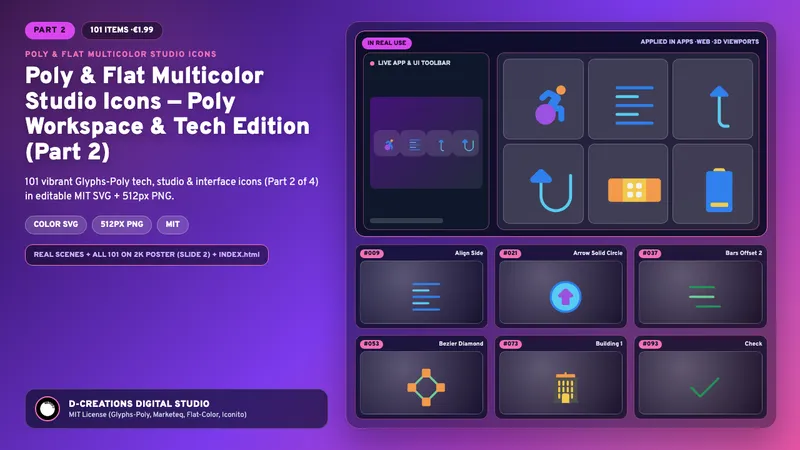 PART 2
101 ITEMS ·€1.99
POLY & FLAT MULTICOLOR STUDIO ICONS
Poly & Flat Multicolor
Studio Icons – Poly
Workspace & Tech Edition
(Part 2)
101 vibrant Glyphs-Poly tech, studio & interface icons (Part 2 of 4)
in editable MIT SVG + 512px PNG.
COLOR SVG
512PX PNG
MIT
REAL SCENES + ALL 101 ON 2K POSTER (SLIDE 2) + INDEX.html
D-CREATIONS DIGITAL STUDIO
MIT License (Glyphs-Poly, Marketeq, Flat-Color, Iconito)
IN REAL USE
APPLIED IN APPS ·WEB ·3D VIEWPORTS
LIVE APP & UI TOOLBAR
#009
Align Side
#021
Arrow Solid Circle
#037
Bars Offset 2
#053
Bezier Diamond
#073
Building 1
#093
Check